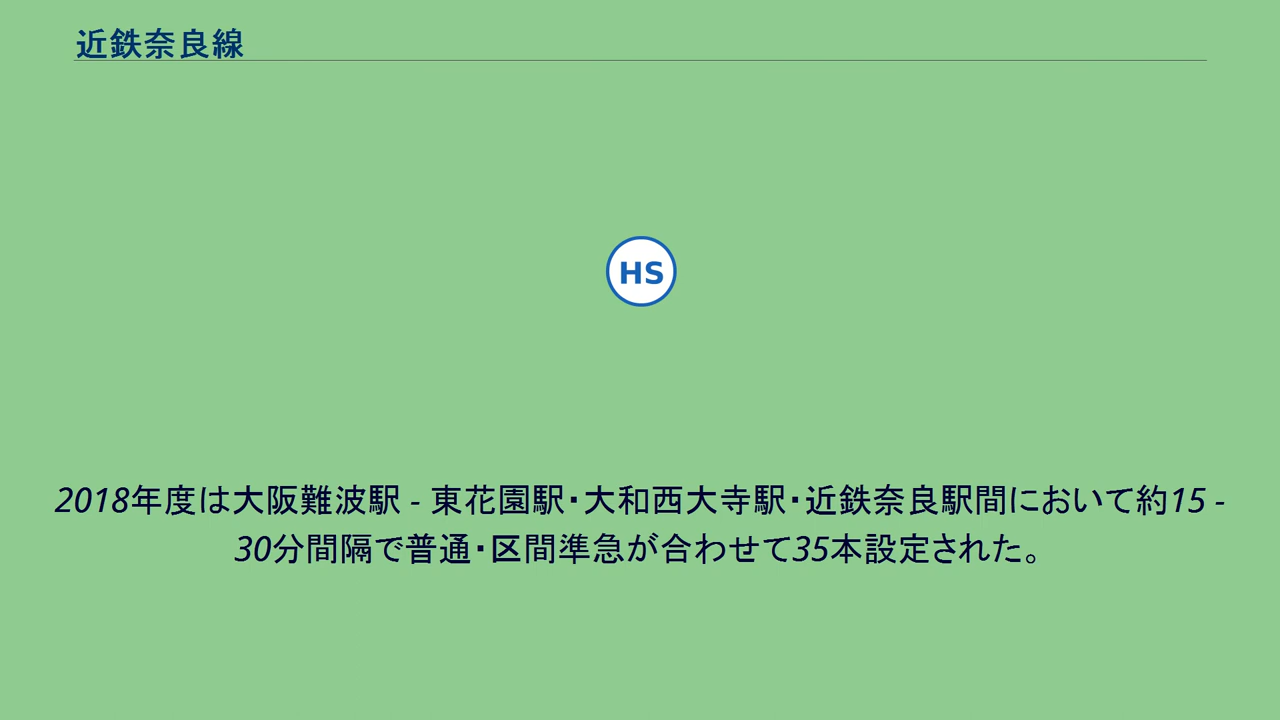 近鉄奈良線
HS
2018年度は大阪難波駅 - 東花園駅・大和西大寺駅・近鉄奈良駅間において約15 -
30分間隔で普通・区間準急が合わせて35本設定された。